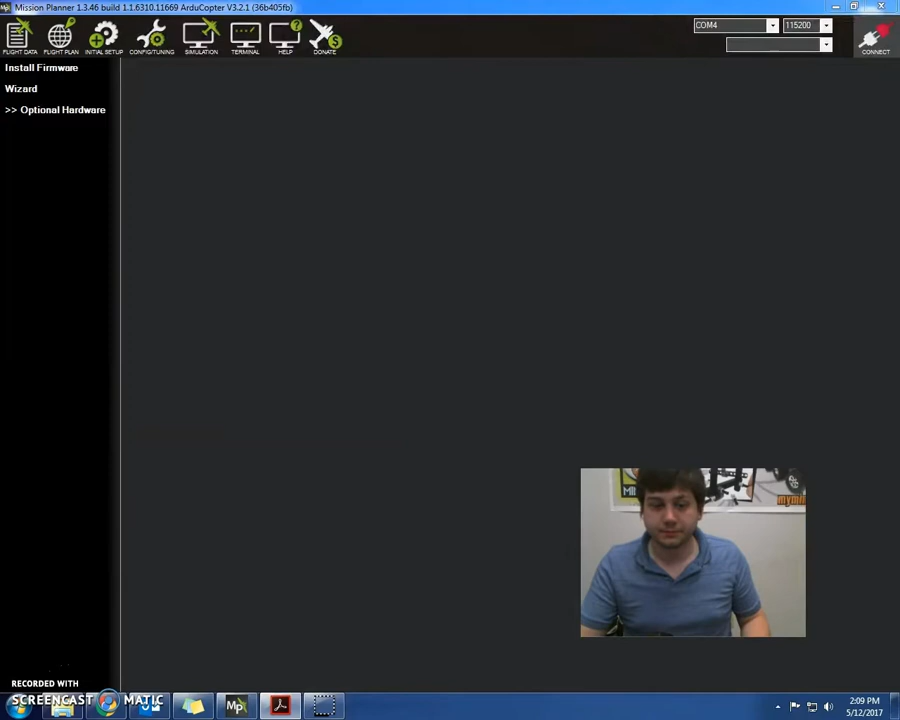 Mission Planner 1.3.46 build 1.1.6310.11669 ArduCopter V3.2.1 (36b405fb)
FLIGHT DATA
FLIGHT PLAN
INITIAL SETUP
CONFIG/TUNING
SIMULATION
TERMINAL
HELP
DONATE
COM4
115200
CONNECT
Install Firmware
Wizard
>> Optional Hardware
RECORDED WITH
SCREENCAST MATIC
2:09 PM
5/12/2017